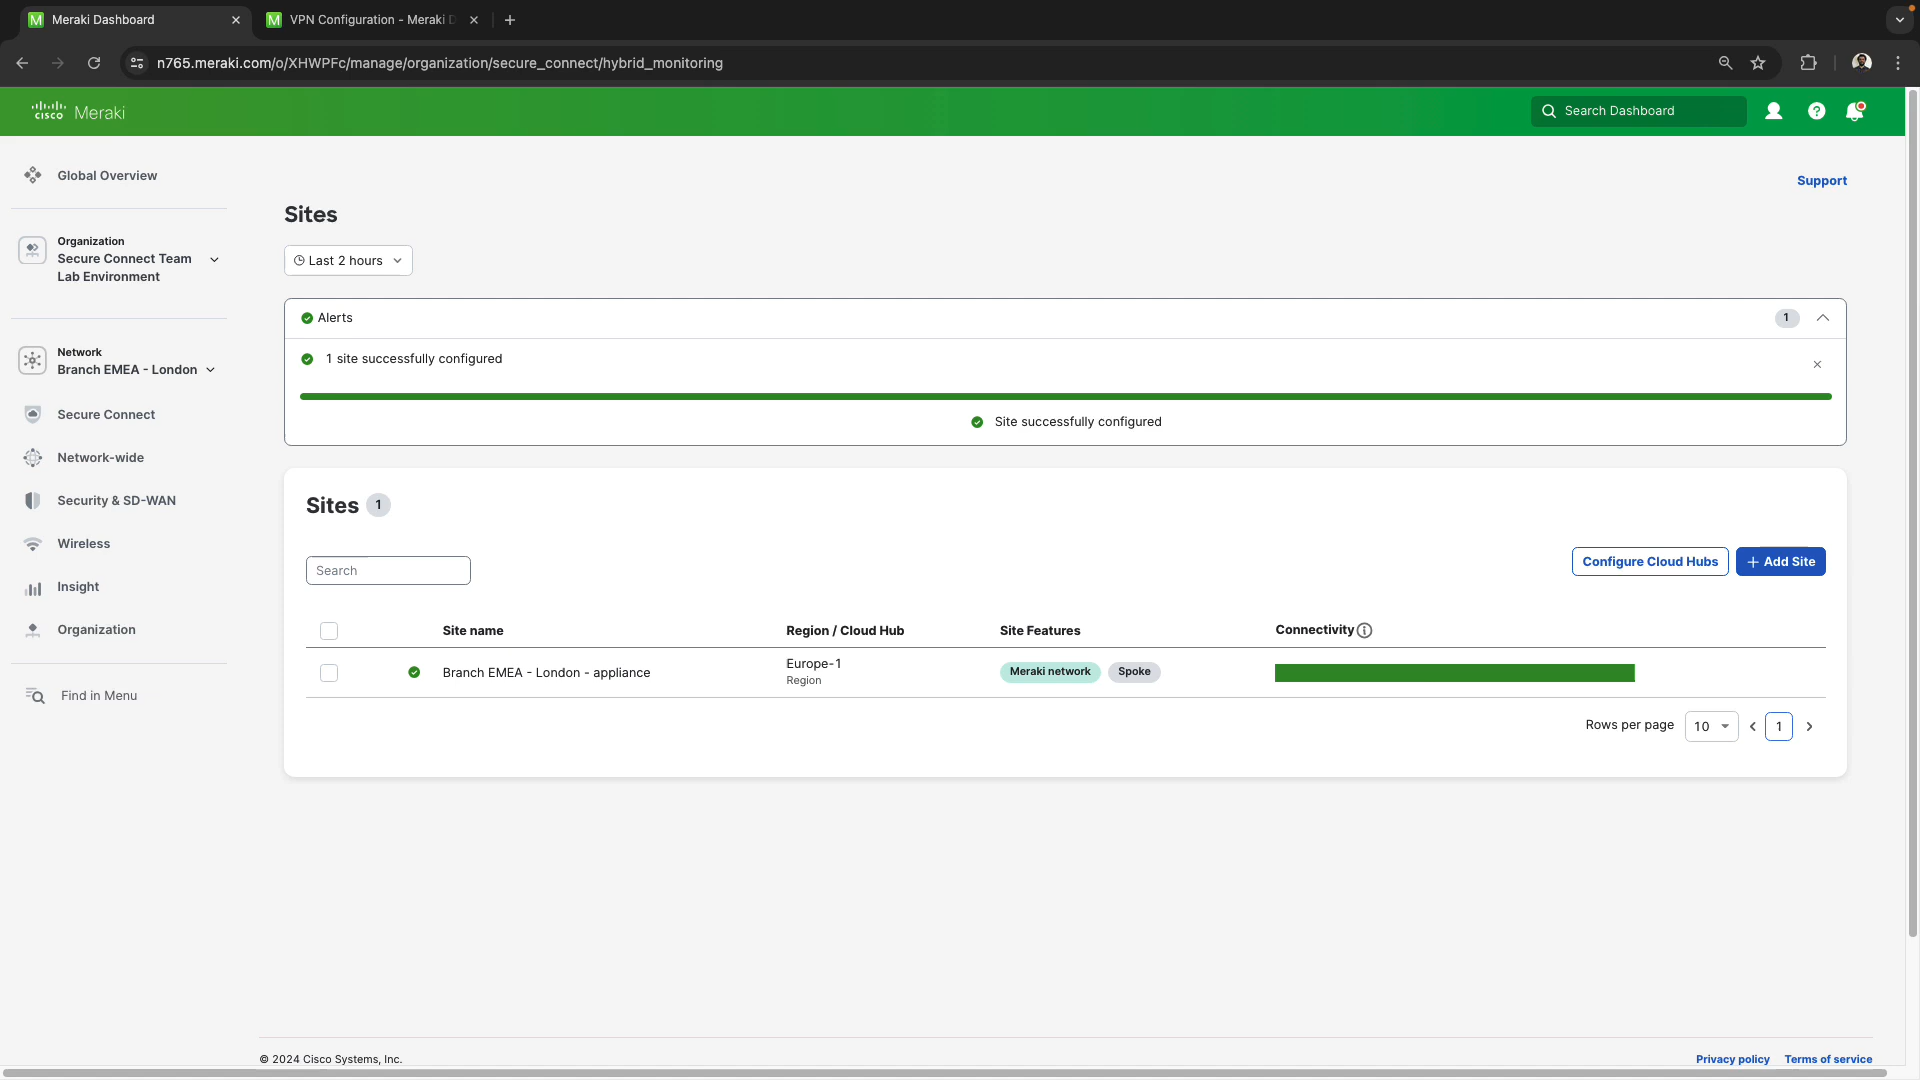 Meraki Dashboard
VPN Configuration - Meraki D
n765.meraki.com/o/XHWPFc/manage/organization/secure_connect/hybrid_monitoring
cisco Meraki
Search Dashboard
Global Overview
Support
Sites
Organization
Secure Connect Team
Lab Environment
Last 2 hours
Alerts
1
Network
Branch EMEA - London
1 site successfully configured
Site successfully configured
Secure Connect
Network-wide
Security & SD-WAN
Wireless
Insight
Organization
Find in Menu
Sites 1
Search
Configure Cloud Hubs
+ Add Site
Site name Region / Cloud Hub Site Features Connectivity
Branch EMEA - London - appliance Europe-1 Meraki network Spoke
Region
Rows per page 10 1
© 2024 Cisco Systems, Inc.
Privacy policy Terms of service